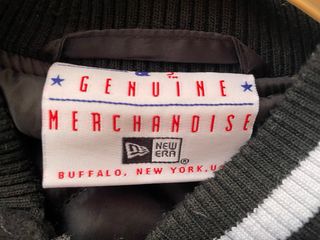 GENUINE
MERCHANDISE
NEW ERA®
BUFFALO, NEW YORK, U